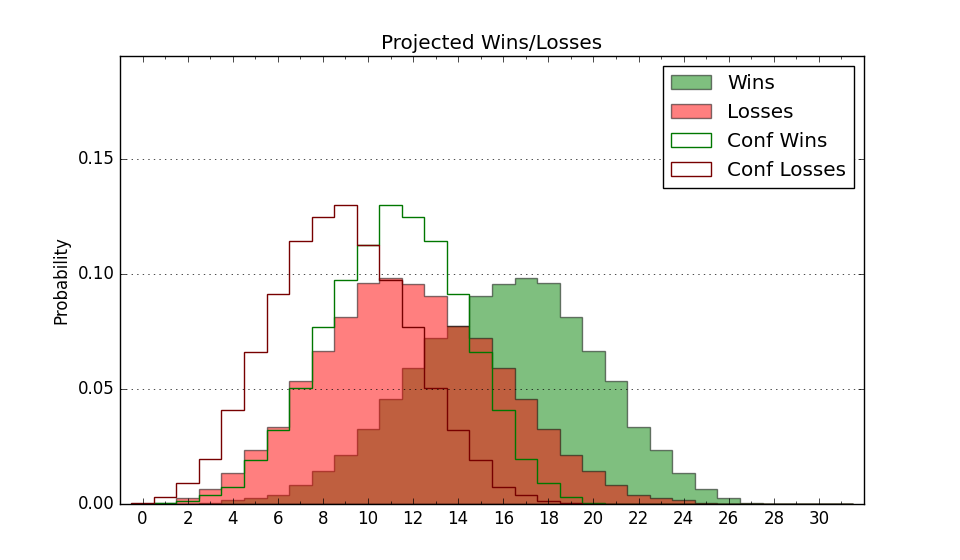 Projected Wins/Losses
Wins
Losses
Conf Wins
Conf Losses
Probability
0.15
0.10
0.05
0.00
0 2 4 6 8 10 12 14 16 18 20 22 24 26 28 30